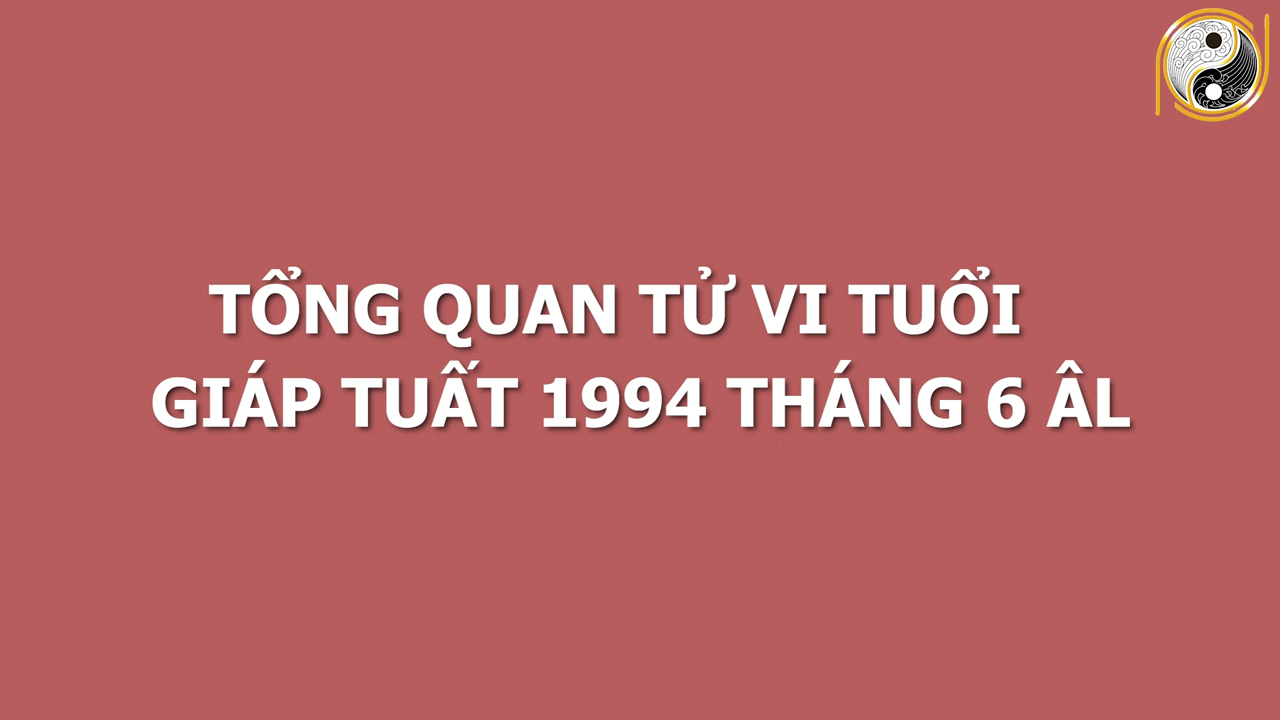 TỔNG QUAN TỬ VI TUỔI
GIÁP TUẤT 1994 THÁNG 6 ÂL